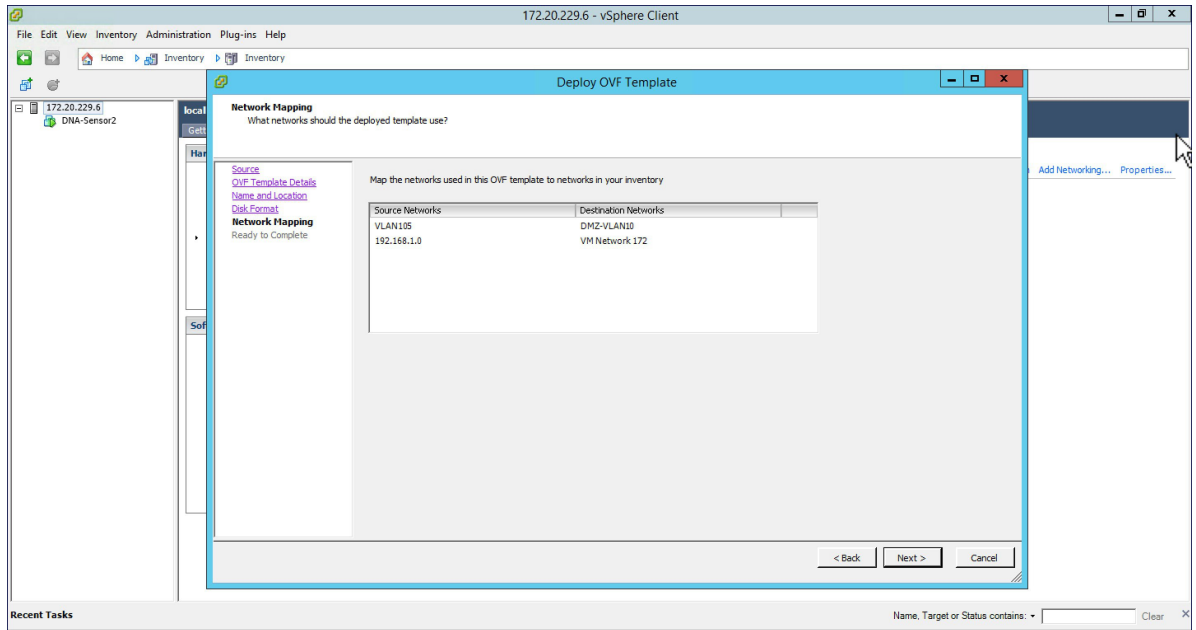 172.20.229.6 - vSphere Client
File Edit View Inventory Administration Plug-ins Help
Home Inventory Inventory
Deploy OVF Template
172.20.229.6
DNA-Sensor2
Network Mapping
What networks should the deployed template use?
Source
OVF Template Details
Name and Location
Disk Format
Network Mapping
Ready to Complete
Map the networks used in this OVF template to networks in your inventory
Source Networks Destination Networks
VLAN105 DMZ-VLAN10
192.168.1.0 VM Network 172
Add Networking... Properties...
< Back Next > Cancel
Recent Tasks
Name, Target or Status contains: Clear